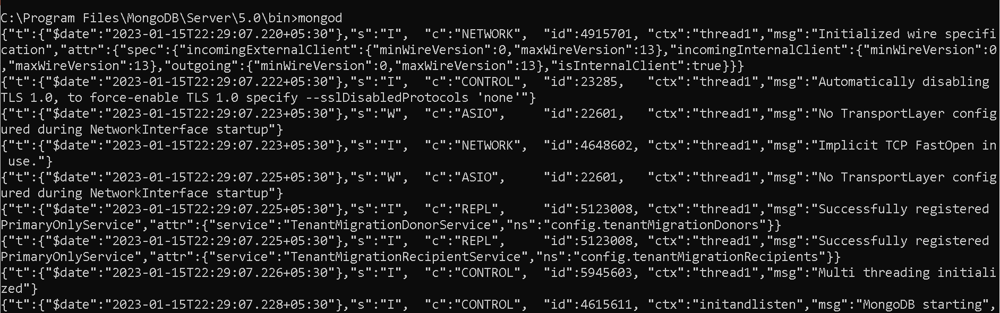 C:\Program Files\MongoDB\Server\5.0\bin>mongod
{"t":{"$date":"2023-01-15T22:29:07.220+05:30"},"s":"I",  "c":"NETWORK",  "id":4915701, "ctx":"thread1","msg":"Initialized wire specifi
cation","attr":{"spec":{"incomingExternalClient":{"minWireVersion":0,"maxWireVersion":13},"incomingInternalClient":{"minWireVersion":0
,"maxWireVersion":13},"outgoing":{"minWireVersion":0,"maxWireVersion":13},"isInternalClient":true}}}
{"t":{"$date":"2023-01-15T22:29:07.222+05:30"},"s":"I",  "c":"CONTROL",  "id":23285,   "ctx":"thread1","msg":"Automatically disabling
TLS 1.0, to force-enable TLS 1.0 specify --sslDisabledProtocols 'none'"}
{"t":{"$date":"2023-01-15T22:29:07.223+05:30"},"s":"W",  "c":"ASIO",     "id":22601,   "ctx":"thread1","msg":"No TransportLayer config
ured during NetworkInterface startup"}
{"t":{"$date":"2023-01-15T22:29:07.223+05:30"},"s":"I",  "c":"NETWORK",  "id":4648602, "ctx":"thread1","msg":"Implicit TCP FastOpen in
 use."}
{"t":{"$date":"2023-01-15T22:29:07.225+05:30"},"s":"W",  "c":"ASIO",     "id":22601,   "ctx":"thread1","msg":"No TransportLayer config
ured during NetworkInterface startup"}
{"t":{"$date":"2023-01-15T22:29:07.225+05:30"},"s":"I",  "c":"REPL",     "id":5123008, "ctx":"thread1","msg":"Successfully registered
PrimaryOnlyService","attr":{"service":"TenantMigrationDonorService","ns":"config.tenantMigrationDonors"}}
{"t":{"$date":"2023-01-15T22:29:07.225+05:30"},"s":"I",  "c":"REPL",     "id":5123008, "ctx":"thread1","msg":"Successfully registered
PrimaryOnlyService","attr":{"service":"TenantMigrationRecipientService","ns":"config.tenantMigrationRecipients"}}
{"t":{"$date":"2023-01-15T22:29:07.226+05:30"},"s":"I",  "c":"CONTROL",  "id":5945603, "ctx":"thread1","msg":"Multi threading initiali
zed"}
{"t":{"$date":"2023-01-15T22:29:07.228+05:30"},"s":"I",  "c":"CONTROL",  "id":4615611, "ctx":"initandlisten","msg":"MongoDB starting",